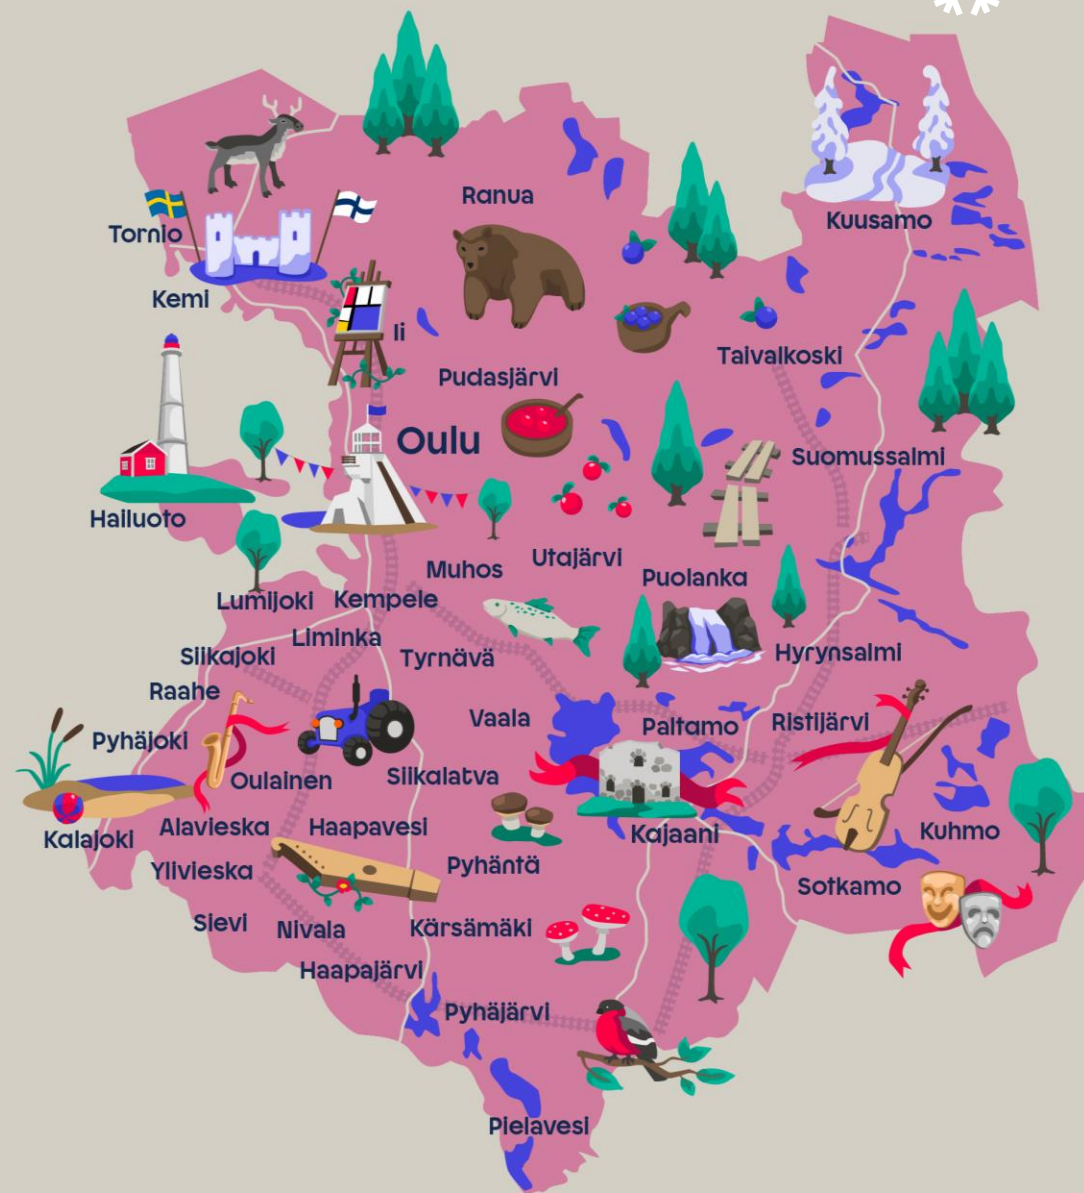 Ranua
Kuusamo
Tornio
Kemi
Ii
Taivalkoski
Pudasjärvi
Oulu
Suomussalmi
Hailuoto
Utajärvi
Muhos
Puolanka
Lumijoki
Kempele
Liminka
Hyrynsalmi
Siikajoki
Tyrnävä
Raahe
Vaala
Ristijärvi
Paltamo
Pyhäjoki
Siikalatva
Oulainen
Alavieska
Haapavesi
Kuhmo
Kajaani
Kalajoki
Pyhäntä
Ylivieska
Sotkamo
Sievi
Nivala
Kärsämäki
Haapajärvi
Pyhäjärvi
Pielavesi